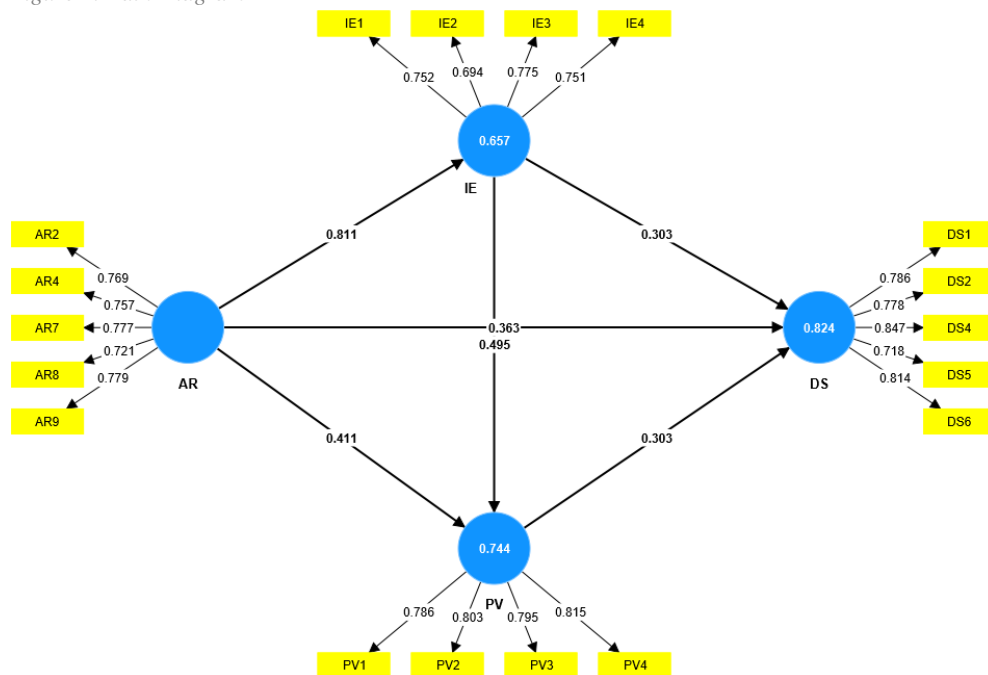 IE1 IE2 IE3 IE4
0.752 0.694 0.775 0.751
0.657
IE
AR2 0.811 0.303 DS1
0.769 0.786
AR4 0.757 0.778 DS2
AR7 0.777 0.363 0.824 0.847 DS4
0.495
AR8 0.721 0.718 DS5
0.779 AR DS 0.814
AR9 DS6
0.411 0.303
0.744
PV
0.786 0.803 0.795 0.815
PV1 PV2 PV3 PV4